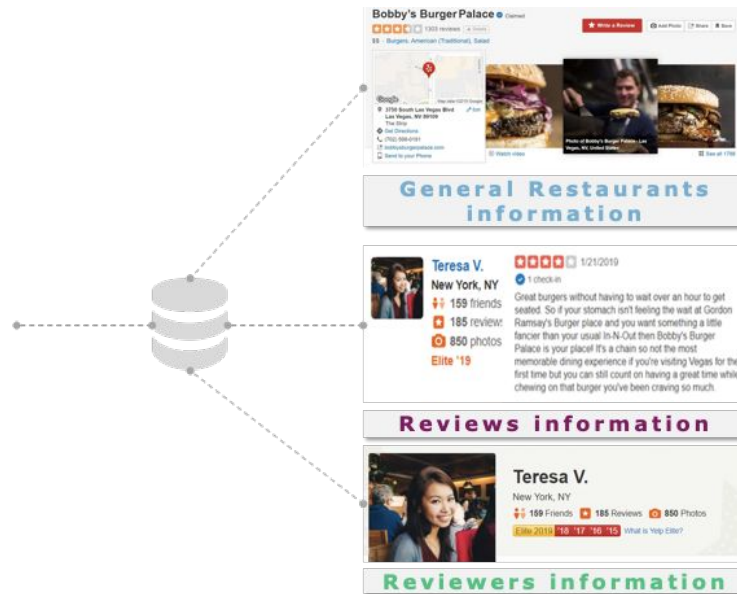 Bobby's Burger Palace Claimed
1303 reviews
Write a Review Add Photo Share Save
$$ · Burgers, American (Traditional), Salad
Google Map data ©2019 Google
3750 South Las Vegas Blvd Edit
Las Vegas, NV 89109
The Strip
Get Directions
(702) 598-0191
bobbysburgerpalace.com
Send to your Phone
Photo of Bobby's Burger Palace - Las
Vegas, NV, United States
Watch video
See all 1798
General Restaurants
information
Teresa V.
New York, NY
159 friends
185 reviews
850 photos
Elite '19
1/21/2019
1 check-in
Great burgers without having to wait over an hour to get
seated. So if your stomach isn't feeling the wait at Gordon
Ramsay's Burger place and you want something a little
fancier than your usual In-N-Out then Bobby's Burger
Palace is your place! It's a chain so not the most
memorable dining experience if you're visiting Vegas for the
first time but you can still count on having a great time while
chewing on that burger you've been craving so much.
Reviews information
Teresa V.
New York, NY
159 Friends 185 Reviews 850 Photos
Elite 2019 '18 '17 '16 '15 What is Yelp Elite?
Reviewers information